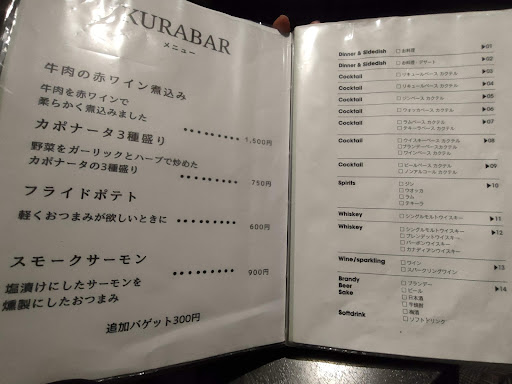 KURABAR
メニュー
牛肉の赤ワイン煮込み
牛肉を赤ワインで
柔らかく煮込みました
1,500円
カポナータ3種盛り
野菜をガーリックとハーブで炒めた
カポナータの3種盛り
750円
フライドポテト
軽くおつまみが欲しいときに
600円
スモークサーモン
900円
塩漬けにしたサーモンを
燻製にしたおつまみ
追加バゲット300円
Dinner & Sidedish □お料理 ▶01
Dinner & Sidedish □お料理・デザート ▶02
Cocktail □リキュールベース カクテル ▶03
Cocktail □リキュールベース カクテル ▶04
Cocktail □ジンベース カクテル ▶05
Cocktail □ウォッカベース カクテル ▶06
Cocktail □ラムベース カクテル ▶07
□テキーラベース カクテル
Cocktail □ウイスキーベース カクテル ▶08
□ブランデーベース カクテル
□ワインベース カクテル
Cocktail □ビールベース カクテル ▶09
□ノンアルコール カクテル
Spirits □ジン ▶10
□ウオッカ
□ラム
□テキーラ
Whiskey □シングルモルトウイスキー ▶11
Whiskey □シングルモルトウイスキー ▶12
□ブレンデットウイスキー
□バーボンウイスキー
□カナディアンウイスキー
Wine/sparkling □ワイン ▶13
□スパークリングワイン
Brandy □ブランデー ▶14
Beer □ビール
Sake □日本酒
□芋焼酎
□梅酒
Softdrink □ソフトドリンク